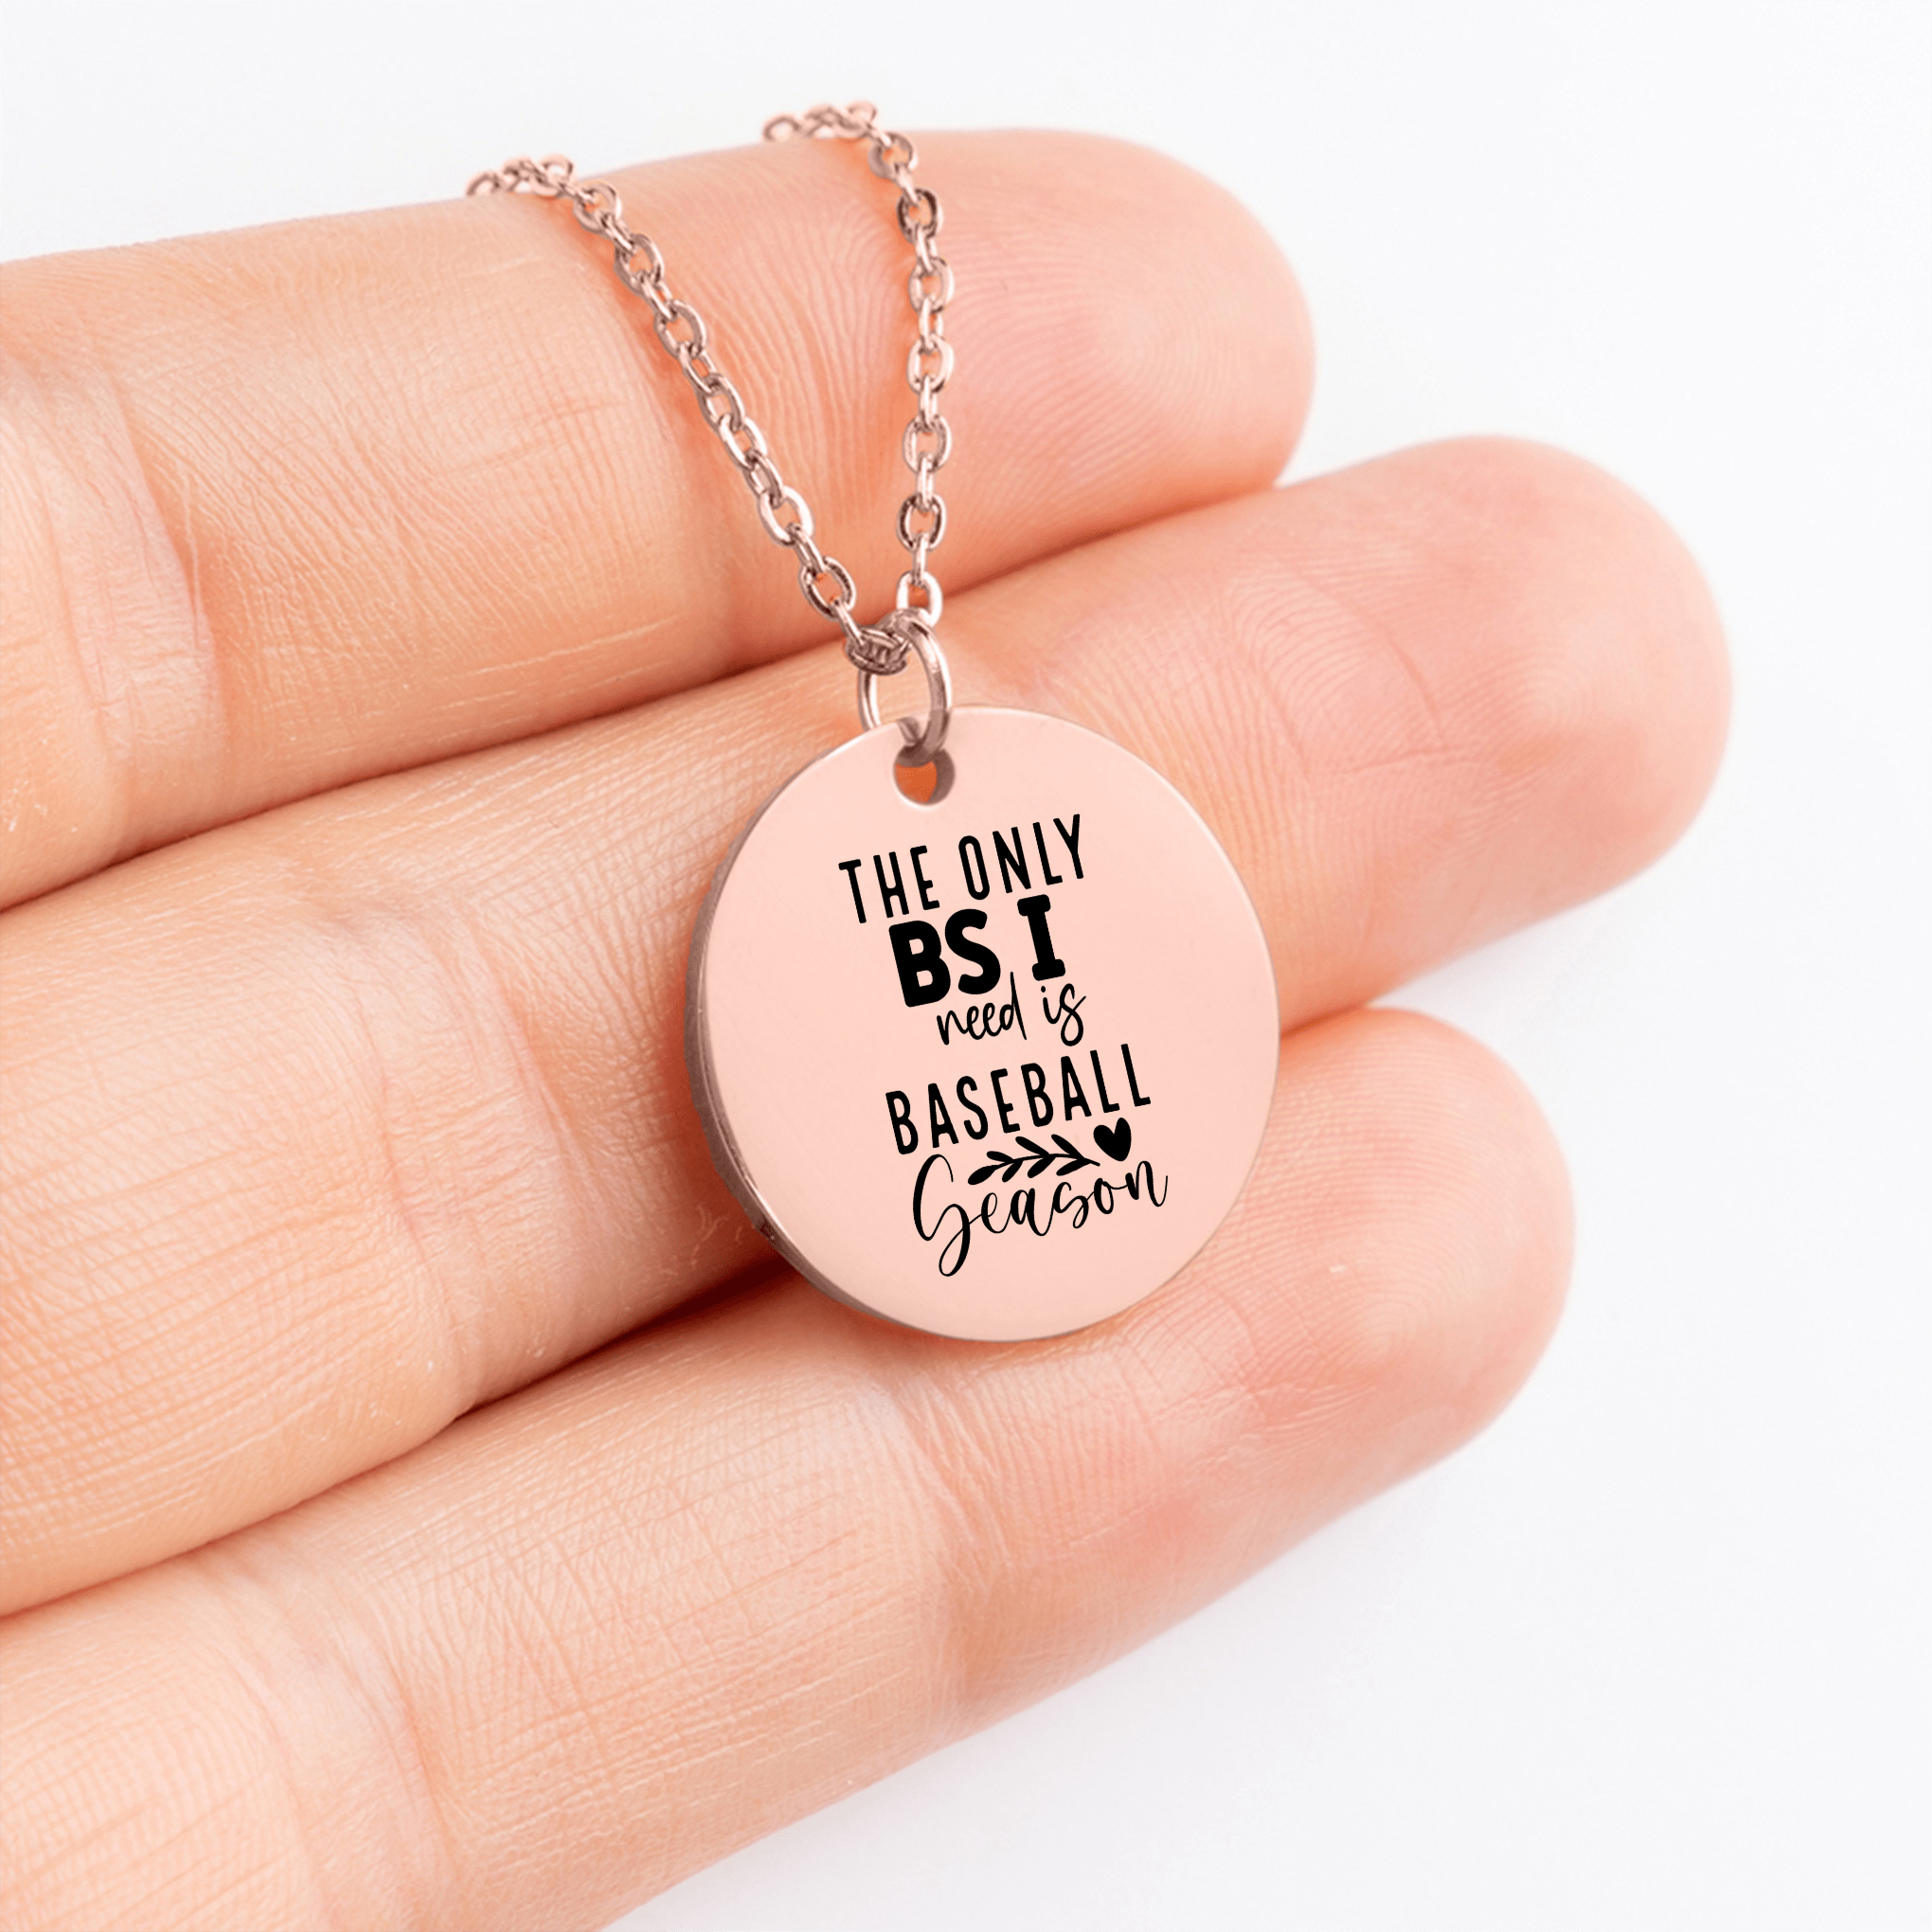 THE ONLY
BS I
need is
BASEBALL
Season